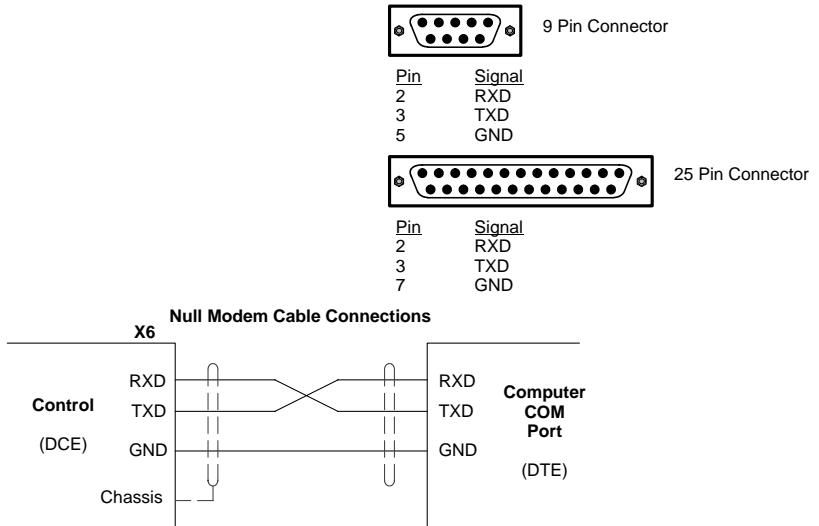 9 Pin Connector
Pin Signal
2 RXD
3 TXD
5 GND
25 Pin Connector
Pin Signal
2 RXD
3 TXD
7 GND
Null Modem Cable Connections
X6
RXD RXD
Control TXD TXD Computer COM Port
(DCE) GND GND (DTE)
Chassis